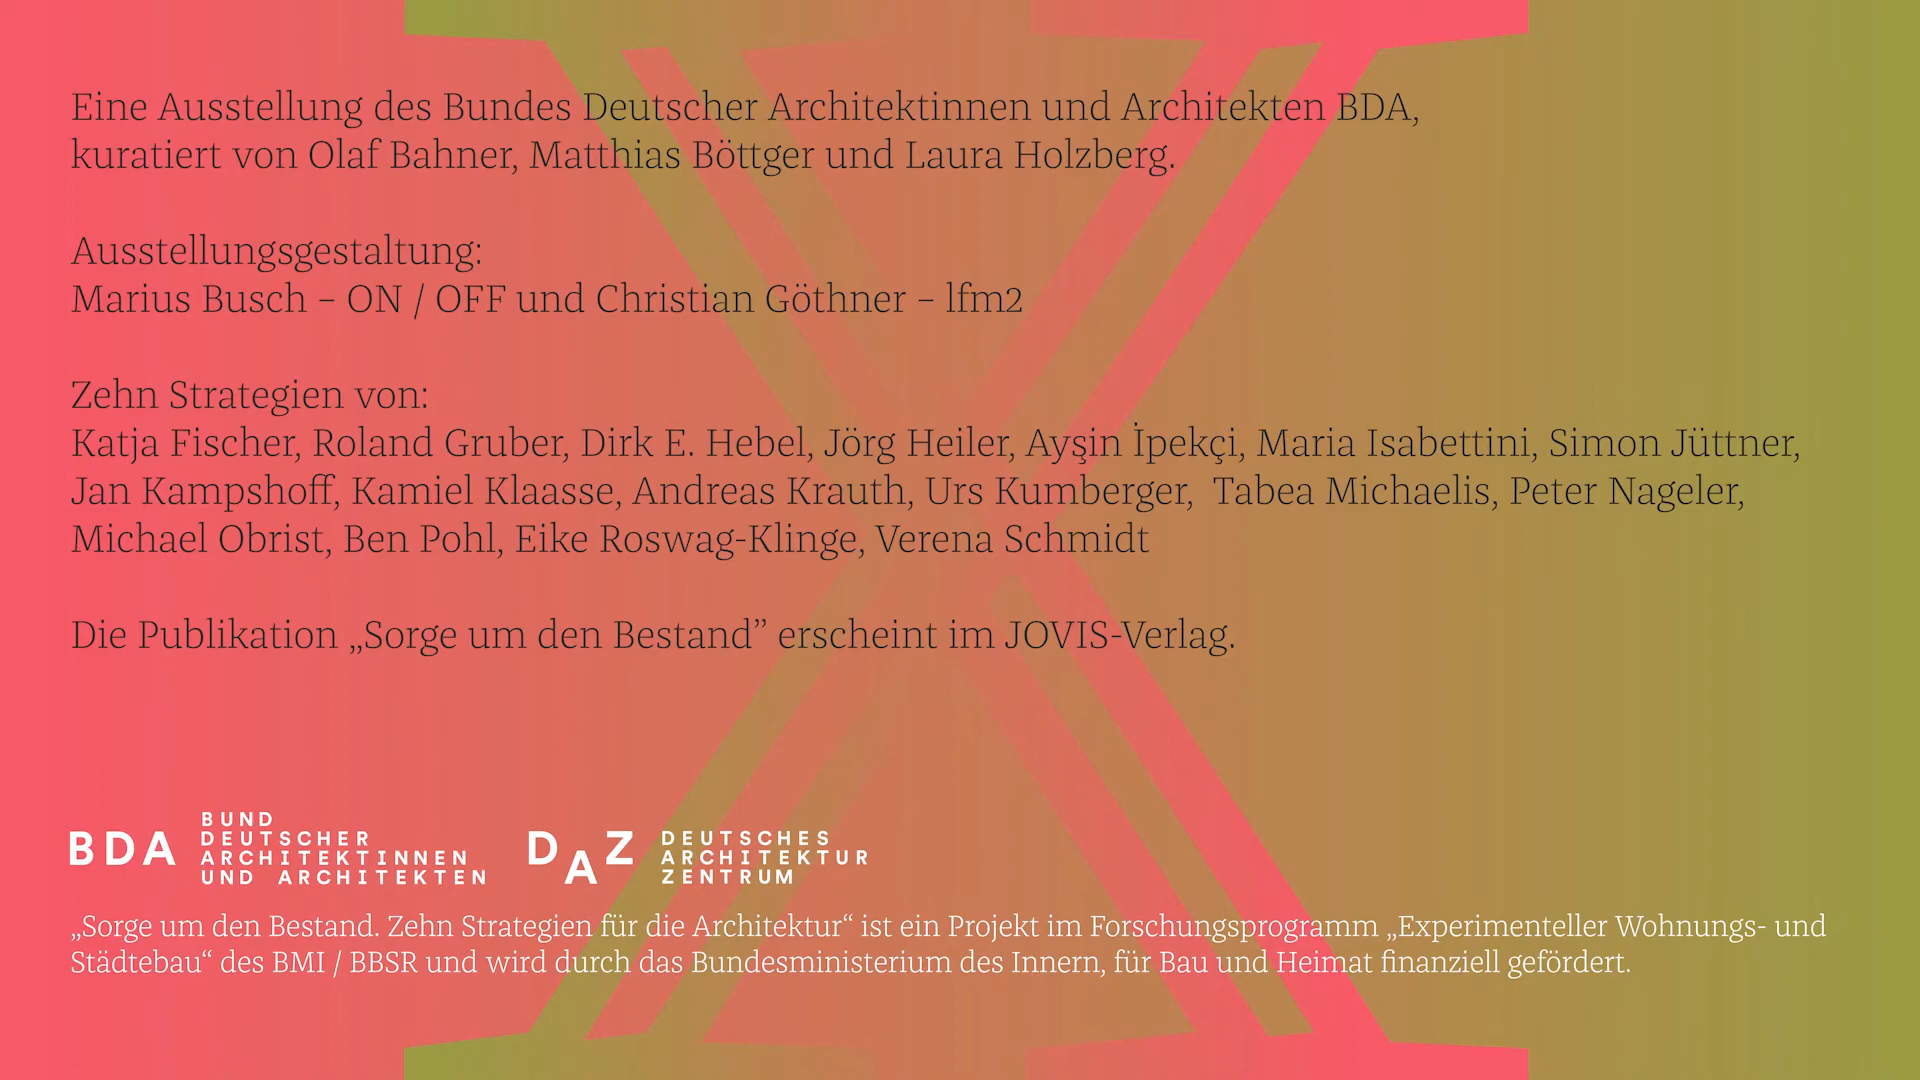 Eine Ausstellung des Bundes Deutscher Architektinnen und Architekten BDA,
kuratiert von Olaf Bahner, Matthias Böttger und Laura Holzberg.
Ausstellungsgestaltung:
Marius Busch – ON / OFF und Christian Göthner – lfm2
Zehn Strategien von:
Katja Fischer, Roland Gruber, Dirk E. Hebel, Jörg Heiler, Ayşin İpekçi, Maria Isabettini, Simon Jüttner,
Jan Kampshoff, Kamiel Klaasse, Andreas Krauth, Urs Kumberger, Tabea Michaelis, Peter Nageler,
Michael Obrist, Ben Pohl, Eike Roswag-Klinge, Verena Schmidt
Die Publikation „Sorge um den Bestand” erscheint im JOVIS-Verlag.
BDA
BUND
DEUTSCHER
ARCHITEKTINNEN
UND ARCHITEKTEN
DAZ
DEUTSCHES
ARCHITEKTUR
ZENTRUM
„Sorge um den Bestand. Zehn Strategien für die Architektur“ ist ein Projekt im Forschungsprogramm „Experimenteller Wohnungs- und
Städtebau“ des BMI / BBSR und wird durch das Bundesministerium des Innern, für Bau und Heimat finanziell gefördert.